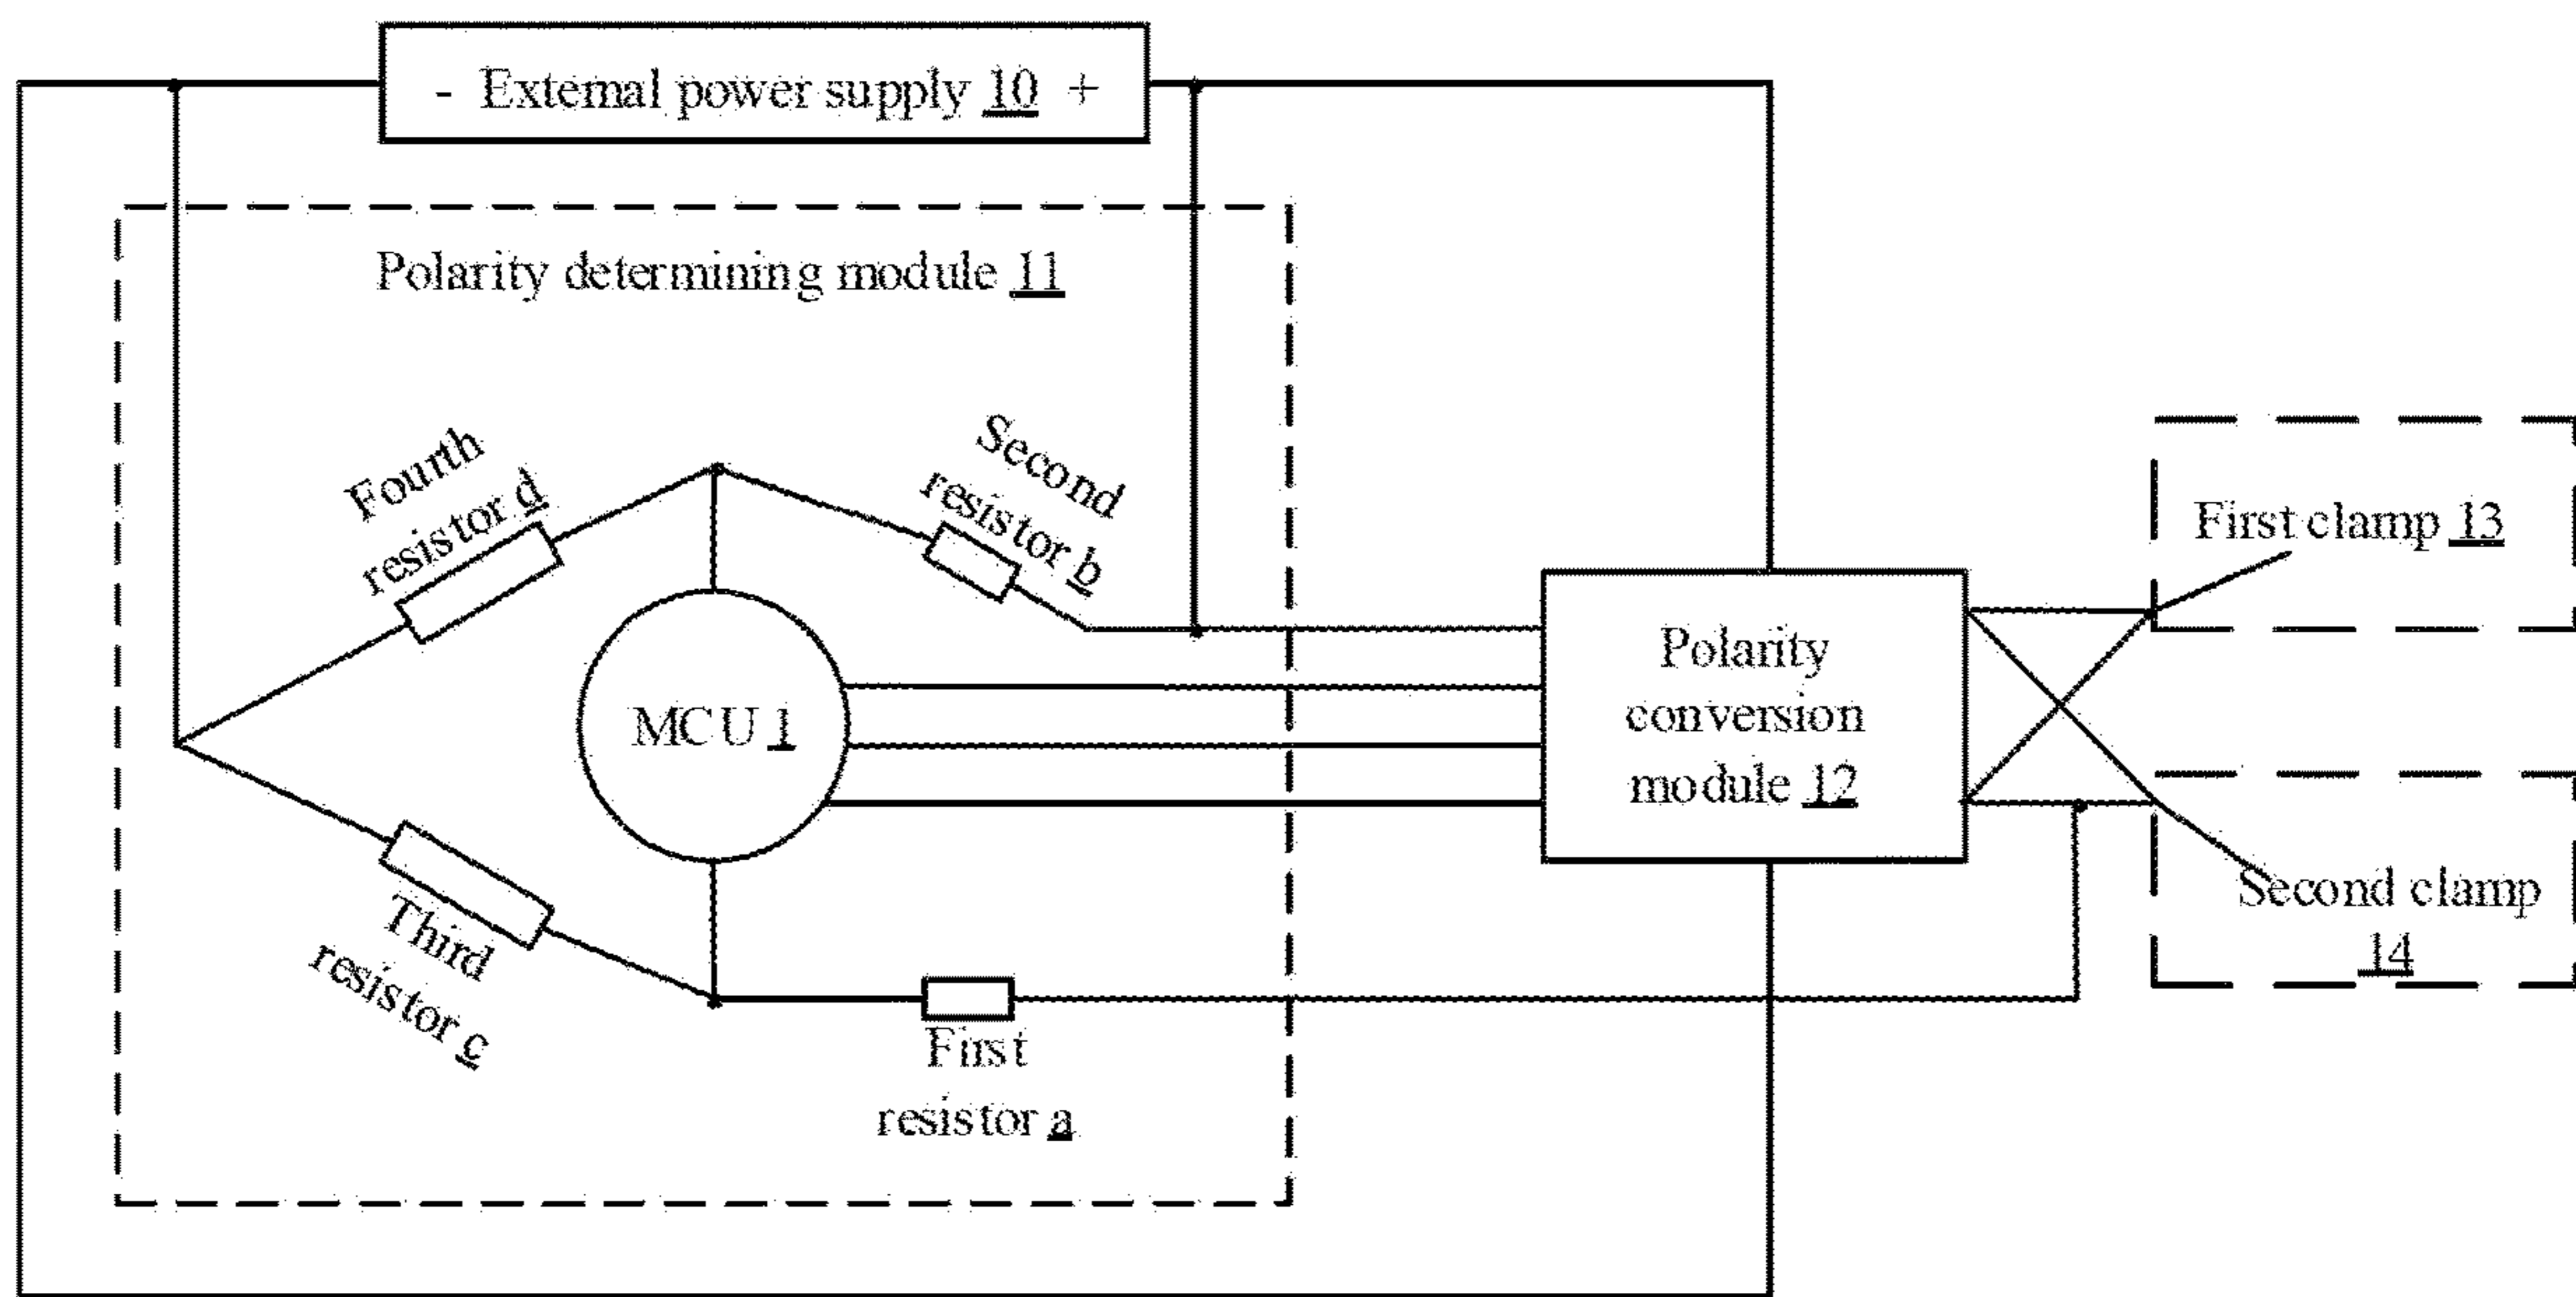 - External power supply 10 +
Polarity determining module 11
Fourth
resistor d
Second
resistor b
First clamp 13
MCU 1
Polarity
conversion
module 12
Third
resistor c
Second clamp
14
First
resistor a